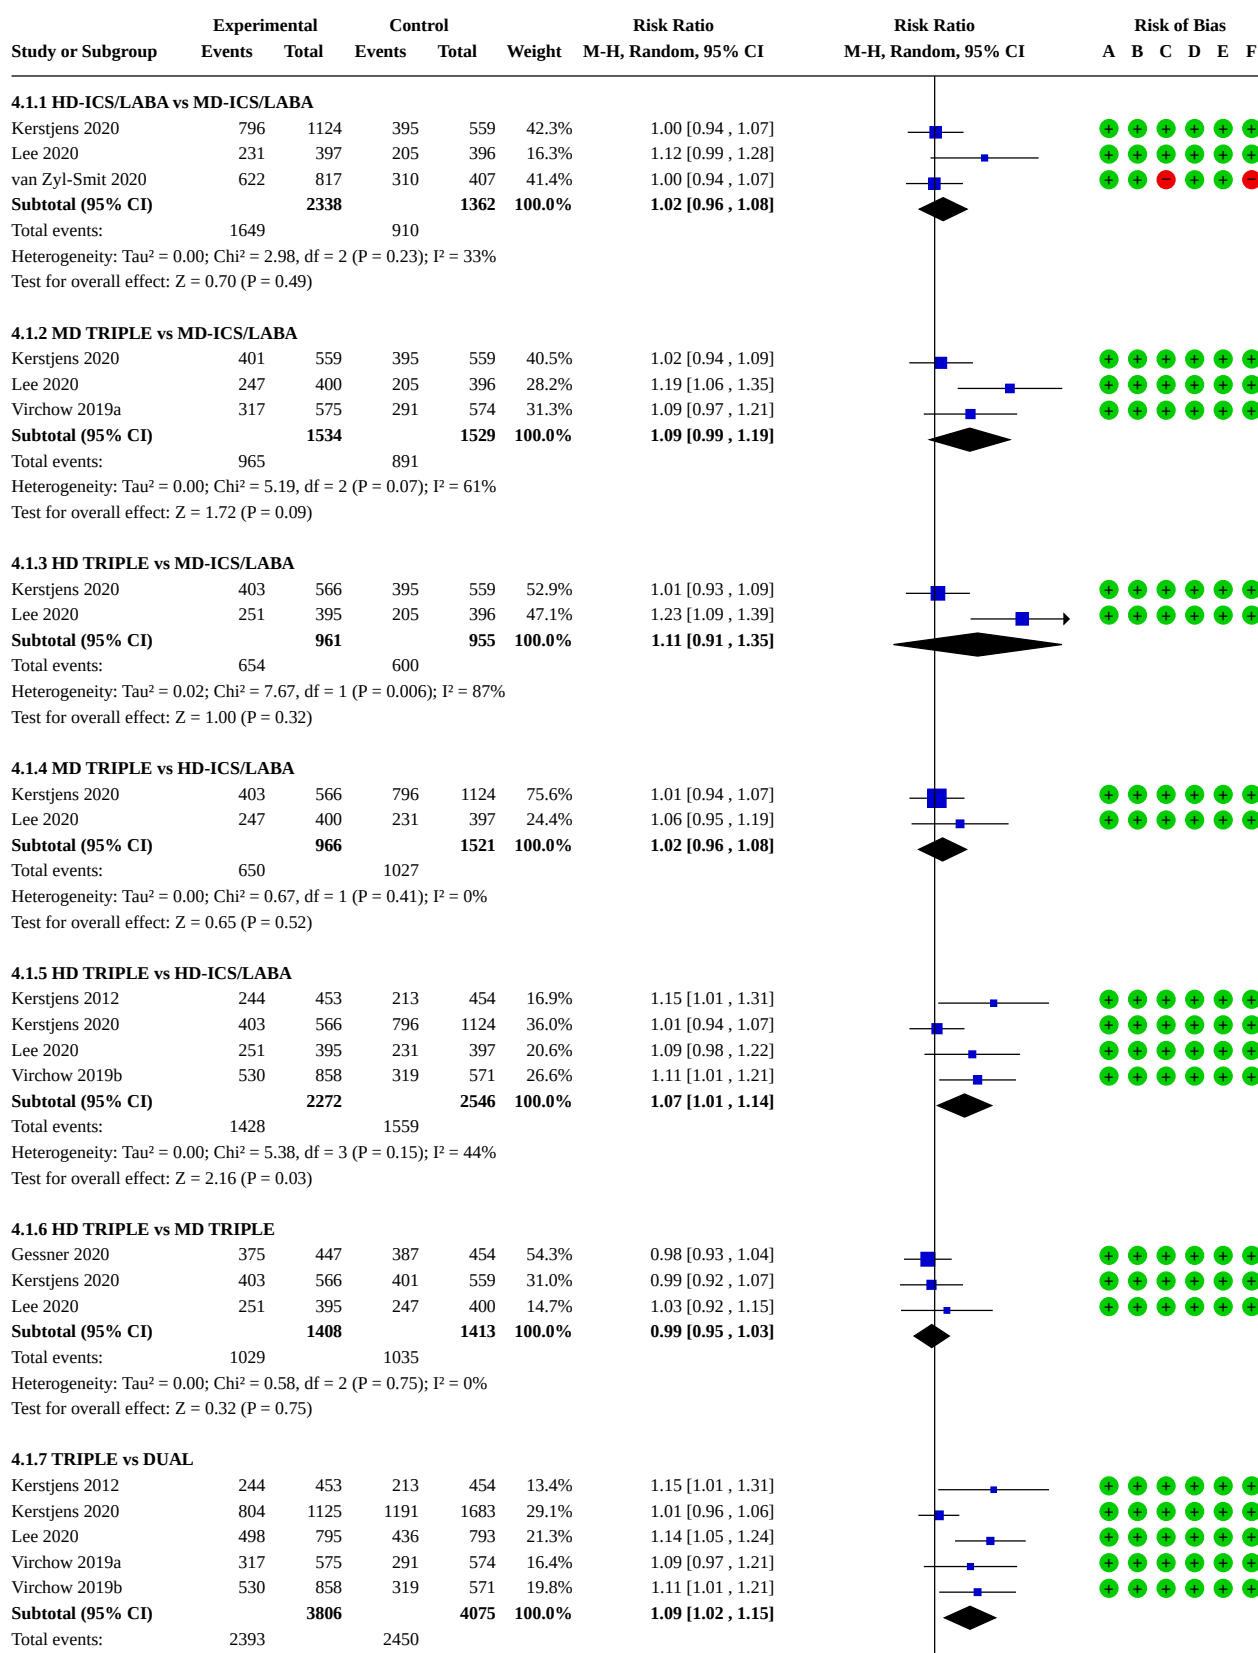 Experimental Control Risk Ratio Risk Ratio Risk of Bias
Study or Subgroup Events Total Events Total Weight M-H, Random, 95% CI M-H, Random, 95% CI A B C D E F
4.1.1 HD-ICS/LABA vs MD-ICS/LABA
Kerstjens 2020 796 1124 395 559 42.3% 1.00 [0.94 , 1.07] + + + + + +
Lee 2020 231 397 205 396 16.3% 1.12 [0.99 , 1.28] + + + + + +
van Zyl-Smit 2020 622 817 310 407 41.4% 1.00 [0.94 , 1.07] + + − + + −
Subtotal (95% CI) 2338 1362 100.0% 1.02 [0.96 , 1.08]
Total events: 1649 910
Heterogeneity: Tau² = 0.00; Chi² = 2.98, df = 2 (P = 0.23); I² = 33%
Test for overall effect: Z = 0.70 (P = 0.49)
4.1.2 MD TRIPLE vs MD-ICS/LABA
Kerstjens 2020 401 559 395 559 40.5% 1.02 [0.94 , 1.09] + + + + + +
Lee 2020 247 400 205 396 28.2% 1.19 [1.06 , 1.35] + + + + + +
Virchow 2019a 317 575 291 574 31.3% 1.09 [0.97 , 1.21] + + + + + +
Subtotal (95% CI) 1534 1529 100.0% 1.09 [0.99 , 1.19]
Total events: 965 891
Heterogeneity: Tau² = 0.00; Chi² = 5.19, df = 2 (P = 0.07); I² = 61%
Test for overall effect: Z = 1.72 (P = 0.09)
4.1.3 HD TRIPLE vs MD-ICS/LABA
Kerstjens 2020 403 566 395 559 52.9% 1.01 [0.93 , 1.09] + + + + + +
Lee 2020 251 395 205 396 47.1% 1.23 [1.09 , 1.39] + + + + + +
Subtotal (95% CI) 961 955 100.0% 1.11 [0.91 , 1.35]
Total events: 654 600
Heterogeneity: Tau² = 0.02; Chi² = 7.67, df = 1 (P = 0.006); I² = 87%
Test for overall effect: Z = 1.00 (P = 0.32)
4.1.4 MD TRIPLE vs HD-ICS/LABA
Kerstjens 2020 403 566 796 1124 75.6% 1.01 [0.94 , 1.07] + + + + + +
Lee 2020 247 400 231 397 24.4% 1.06 [0.95 , 1.19] + + + + + +
Subtotal (95% CI) 966 1521 100.0% 1.02 [0.96 , 1.08]
Total events: 650 1027
Heterogeneity: Tau² = 0.00; Chi² = 0.67, df = 1 (P = 0.41); I² = 0%
Test for overall effect: Z = 0.65 (P = 0.52)
4.1.5 HD TRIPLE vs HD-ICS/LABA
Kerstjens 2012 244 453 213 454 16.9% 1.15 [1.01 , 1.31] + + + + + +
Kerstjens 2020 403 566 796 1124 36.0% 1.01 [0.94 , 1.07] + + + + + +
Lee 2020 251 395 231 397 20.6% 1.09 [0.98 , 1.22] + + + + + +
Virchow 2019b 530 858 319 571 26.6% 1.11 [1.01 , 1.21] + + + + + +
Subtotal (95% CI) 2272 2546 100.0% 1.07 [1.01 , 1.14]
Total events: 1428 1559
Heterogeneity: Tau² = 0.00; Chi² = 5.38, df = 3 (P = 0.15); I² = 44%
Test for overall effect: Z = 2.16 (P = 0.03)
4.1.6 HD TRIPLE vs MD TRIPLE
Gessner 2020 375 447 387 454 54.3% 0.98 [0.93 , 1.04] + + + + + +
Kerstjens 2020 403 566 401 559 31.0% 0.99 [0.92 , 1.07] + + + + + +
Lee 2020 251 395 247 400 14.7% 1.03 [0.92 , 1.15] + + + + + +
Subtotal (95% CI) 1408 1413 100.0% 0.99 [0.95 , 1.03]
Total events: 1029 1035
Heterogeneity: Tau² = 0.00; Chi² = 0.58, df = 2 (P = 0.75); I² = 0%
Test for overall effect: Z = 0.32 (P = 0.75)
4.1.7 TRIPLE vs DUAL
Kerstjens 2012 244 453 213 454 13.4% 1.15 [1.01 , 1.31] + + + + + +
Kerstjens 2020 804 1125 1191 1683 29.1% 1.01 [0.96 , 1.06] + + + + + +
Lee 2020 498 795 436 793 21.3% 1.14 [1.05 , 1.24] + + + + + +
Virchow 2019a 317 575 291 574 16.4% 1.09 [0.97 , 1.21] + + + + + +
Virchow 2019b 530 858 319 571 19.8% 1.11 [1.01 , 1.21] + + + + + +
Subtotal (95% CI) 3806 4075 100.0% 1.09 [1.02 , 1.15]
Total events: 2393 2450